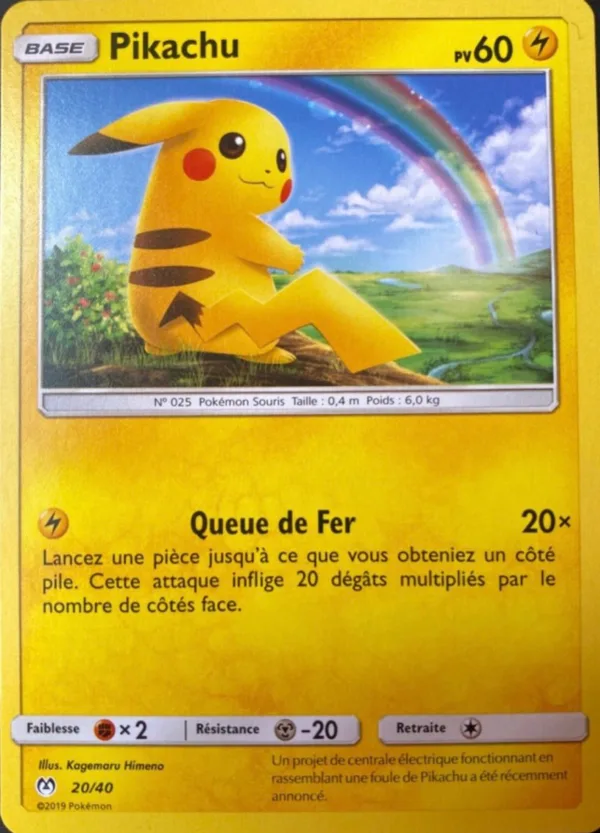 BASE Pikachu PV60
N° 025 Pokémon Souris Taille : 0,4 m Poids : 6,0 kg
Queue de Fer 20×
Lancez une pièce jusqu'à ce que vous obteniez un côté
pile. Cette attaque inflige 20 dégâts multipliés par le
nombre de côtés face.
Faiblesse ×2 Résistance -20 Retraite
Illus. Kagemaru Himeno
20/40
©2019 Pokémon
Un projet de centrale électrique fonctionnant en
rassemblant une foule de Pikachu a été récemment
annoncé.